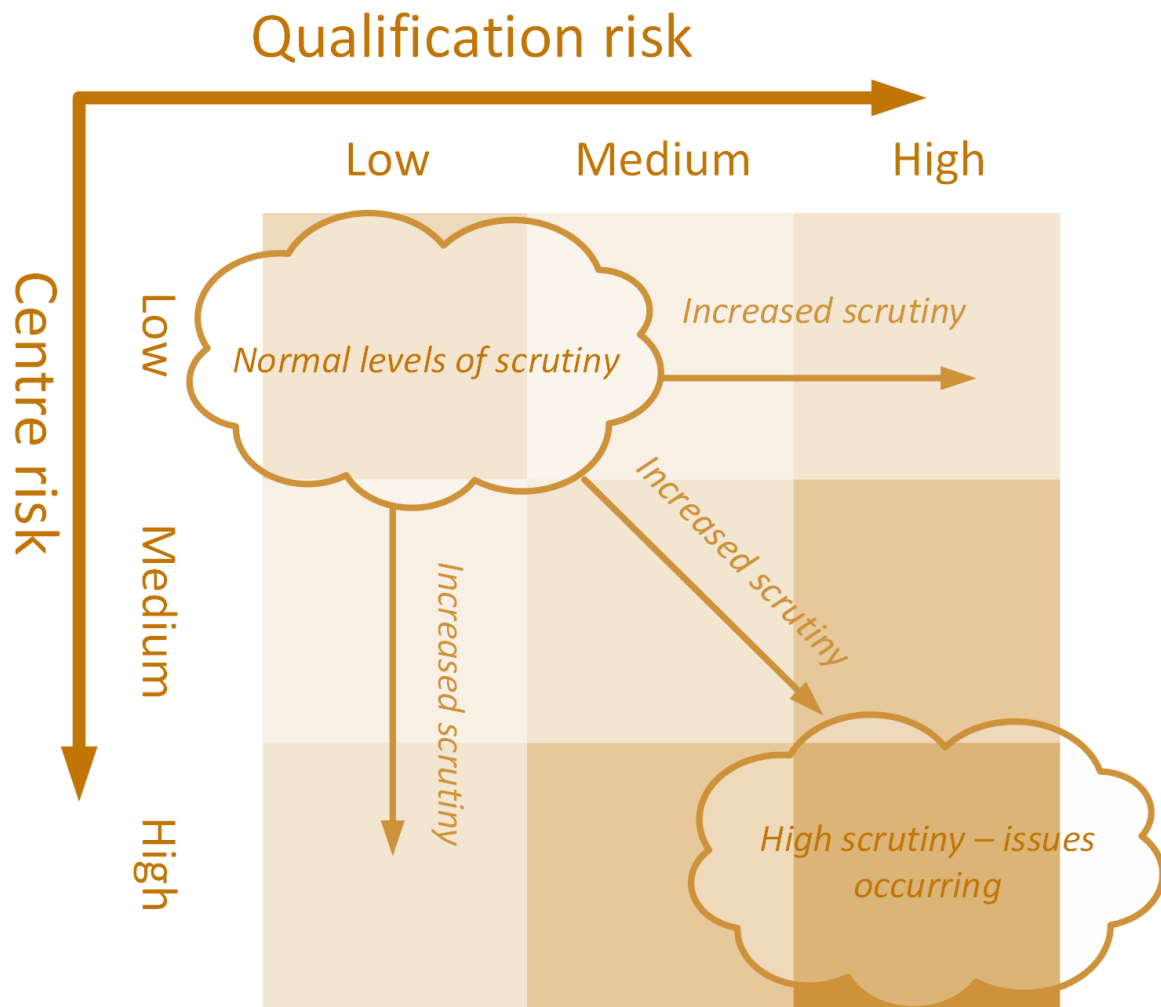 Qualification risk
Low Medium High
Centre risk
Low
Medium
High
Normal levels of scrutiny
Increased scrutiny
Increased scrutiny
Increased scrutiny
High scrutiny – issues
occurring